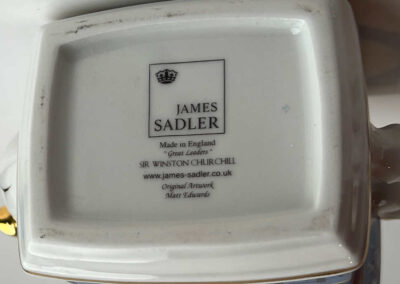 JAMES
SADLER
Made in England
"Great Leaders"
SIR WINSTON CHURCHILL
www.james-sadler.co.uk
Original Artwork
Matt Edwards